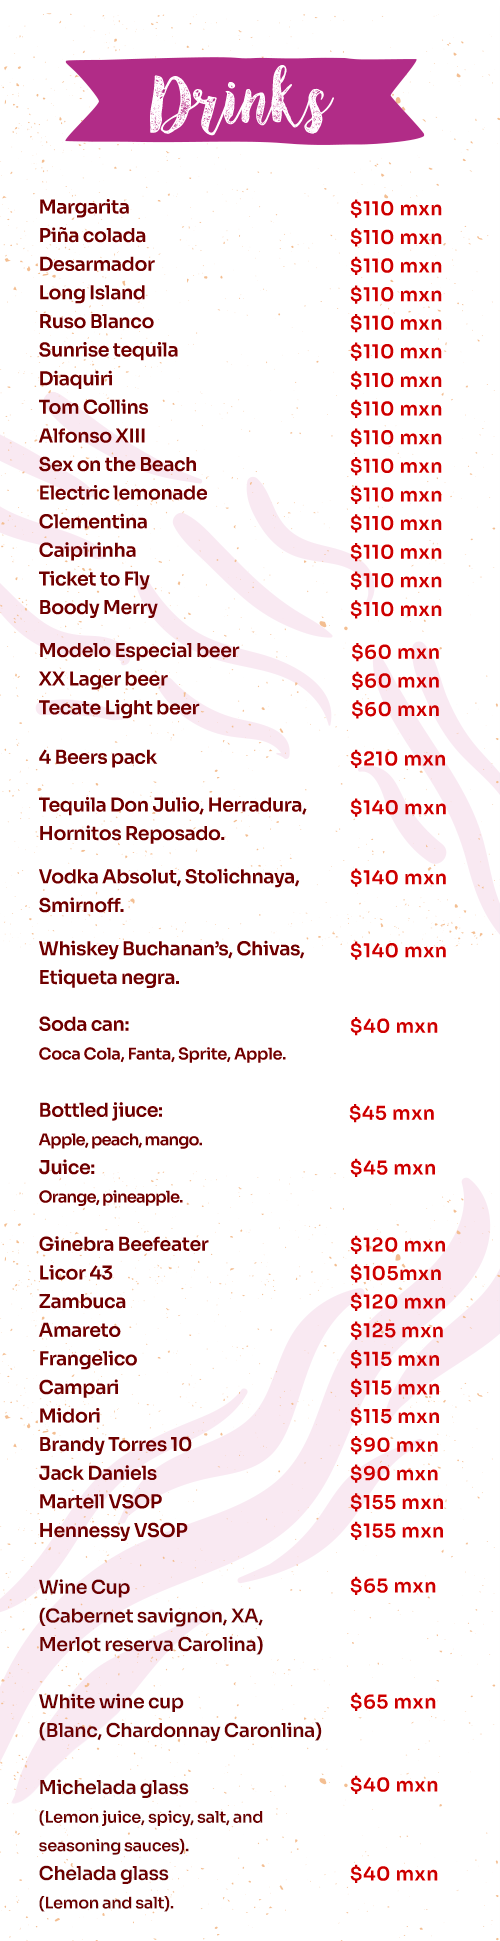 Drinks
Margarita $110 mxn
Piña colada $110 mxn
Desarmador $110 mxn
Long Island $110 mxn
Ruso Blanco $110 mxn
Sunrise tequila $110 mxn
Diaquiri $110 mxn
Tom Collins $110 mxn
Alfonso XIII $110 mxn
Sex on the Beach $110 mxn
Electric lemonade $110 mxn
Clementina $110 mxn
Caipirinha $110 mxn
Ticket to Fly $110 mxn
Boody Merry $110 mxn
Modelo Especial beer $60 mxn
XX Lager beer $60 mxn
Tecate Light beer $60 mxn
4 Beers pack $210 mxn
Tequila Don Julio, Herradura, $140 mxn
Hornitos Reposado.
Vodka Absolut, Stolichnaya, $140 mxn
Smirnoff.
Whiskey Buchanan’s, Chivas, $140 mxn
Etiqueta negra.
Soda can: $40 mxn
Coca Cola, Fanta, Sprite, Apple.
Bottled jiuce: $45 mxn
Apple, peach, mango.
Juice: $45 mxn
Orange, pineapple.
Ginebra Beefeater $120 mxn
Licor 43 $105mxn
Zambuca $120 mxn
Amareto $125 mxn
Frangelico $115 mxn
Campari $115 mxn
Midori $115 mxn
Brandy Torres 10 $90 mxn
Jack Daniels $90 mxn
Martell VSOP $155 mxn
Hennessy VSOP $155 mxn
Wine Cup $65 mxn
(Cabernet savignon, XA,
Merlot reserva Carolina)
White wine cup $65 mxn
(Blanc, Chardonnay Caronlina)
Michelada glass $40 mxn
(Lemon juice, spicy, salt, and
seasoning sauces).
Chelada glass $40 mxn
(Lemon and salt).